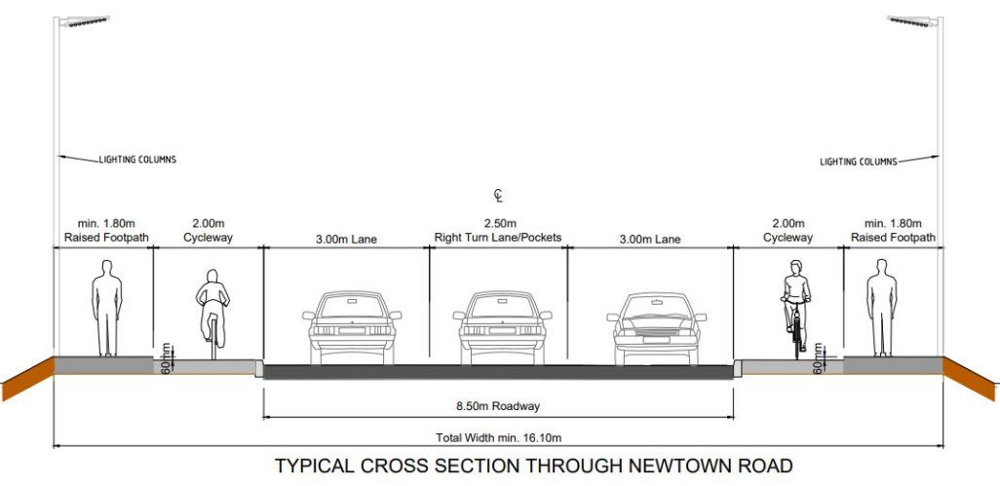 LIGHTING COLUMNS
LIGHTING COLUMNS
℄
min. 1.80m
Raised Footpath
2.00m
Cycleway
3.00m Lane
2.50m
Right Turn Lane/Pockets
3.00m Lane
2.00m
Cycleway
min. 1.80m
Raised Footpath
60mm
60mm
8.50m Roadway
Total Width min. 16.10m
TYPICAL CROSS SECTION THROUGH NEWTOWN ROAD